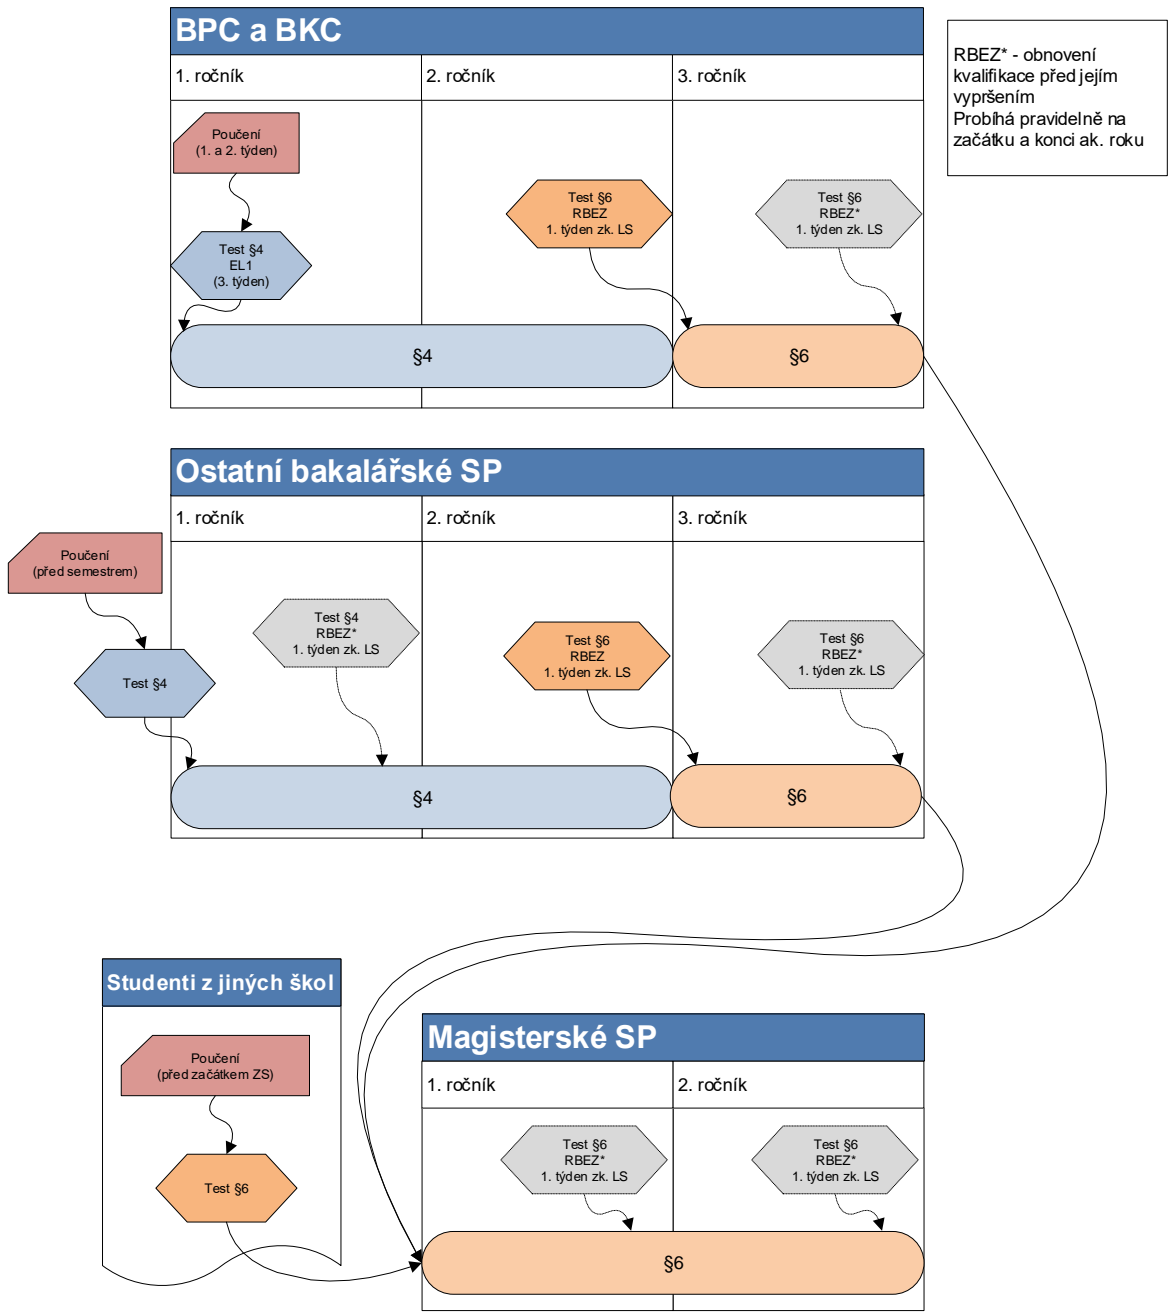 BPC a BKC
1. ročník
2. ročník
3. ročník
RBEZ* - obnovení
kvalifikace před jejím
vypršením
Probíhá pravidelně na
začátku a konci ak. roku
Poučení
(1. a 2. týden)
Test §4
EL1
(3. týden)
Test §6
RBEZ
1. týden zk. LS
Test §6
RBEZ*
1. týden zk. LS
§4
§6
Ostatní bakalářské SP
1. ročník
2. ročník
3. ročník
Poučení
(před semestrem)
Test §4
Test §4
RBEZ*
1. týden zk. LS
Test §6
RBEZ
1. týden zk. LS
Test §6
RBEZ*
1. týden zk. LS
§4
§6
Studenti z jiných škol
Poučení
(před začátkem ZS)
Test §6
Magisterské SP
1. ročník
2. ročník
Test §6
RBEZ*
1. týden zk. LS
Test §6
RBEZ*
1. týden zk. LS
§6